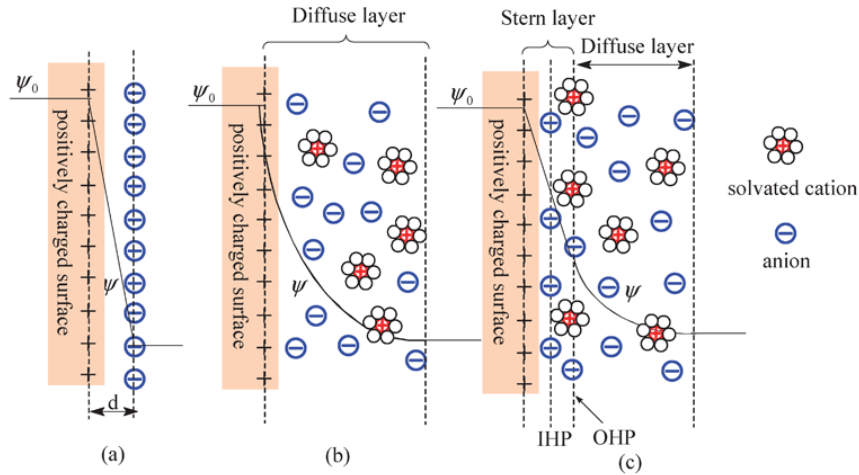 Diffuse layer
Stern layer
Diffuse layer
ψ₀
ψ₀
ψ₀
positively charged surface
positively charged surface
positively charged surface
ψ
ψ
ψ
solvated cation
anion
d
IHP
OHP
(a)
(b)
(c)